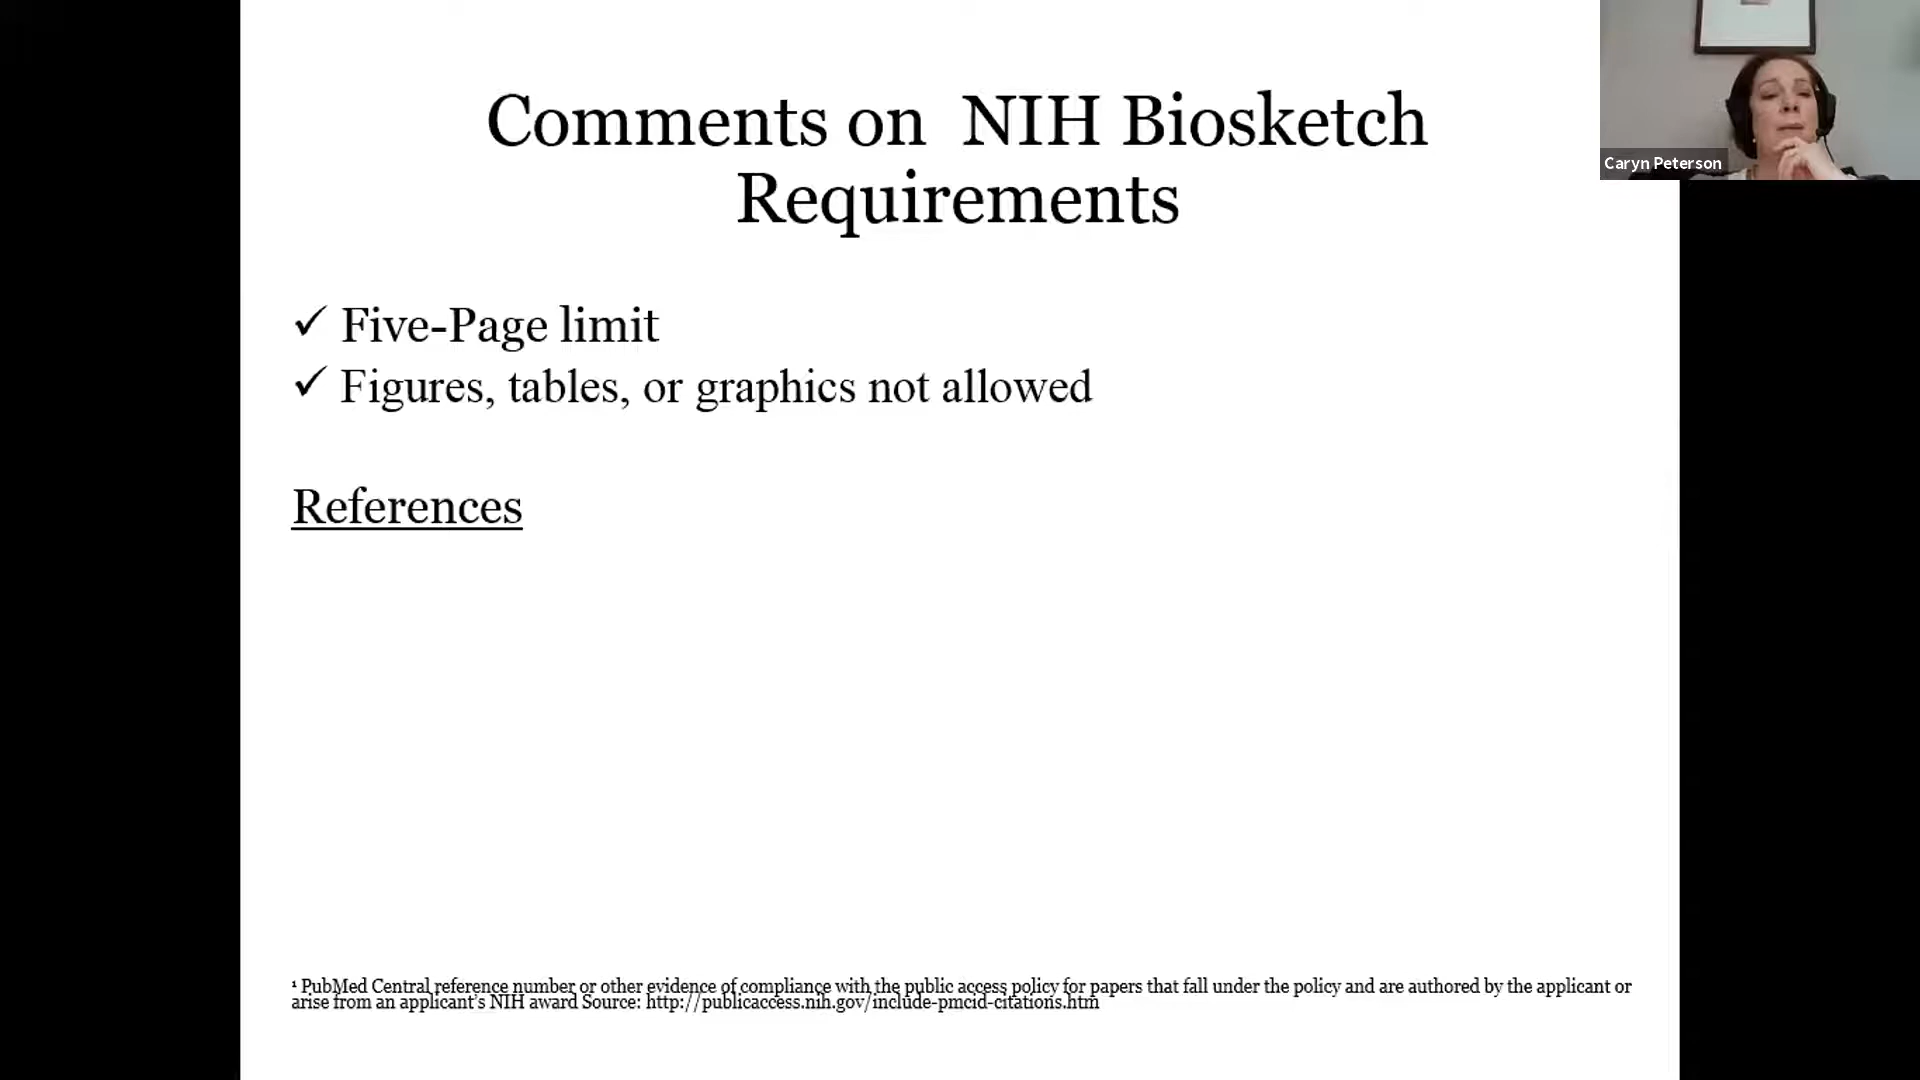 Comments on NIH Biosketch
Requirements
Caryn Peterson
✓ Five-Page limit
✓ Figures, tables, or graphics not allowed
References
¹ PubMed Central reference number or other evidence of compliance with the public access policy for papers that fall under the policy and are authored by the applicant or
arise from an applicant's NIH award Source: http://publicaccess.nih.gov/include-pmcid-citations.htm